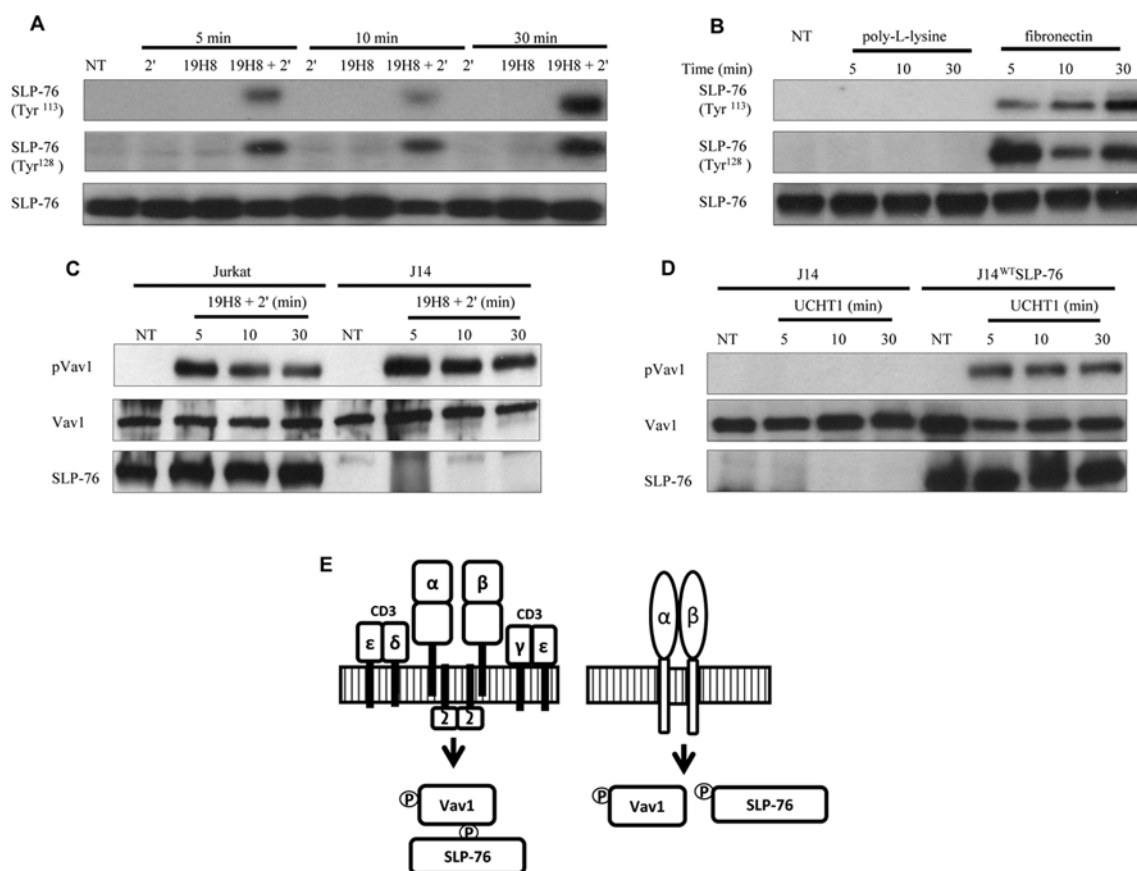 A
5 min 10 min 30 min
NT 2' 19H8 19H8 + 2' 2' 19H8 19H8 + 2' 2' 19H8 19H8 + 2'
SLP-76
(Tyr 113)
SLP-76
(Tyr128)
SLP-76
B
NT poly-L-lysine fibronectin
Time (min) 5 10 30 5 10 30
SLP-76
(Tyr 113)
SLP-76
(Tyr128)
SLP-76
C
Jurkat J14
19H8 + 2' (min) 19H8 + 2' (min)
NT 5 10 30 NT 5 10 30
pVav1
Vav1
SLP-76
D
J14 J14WTSLP-76
UCHT1 (min) UCHT1 (min)
NT 5 10 30 NT 5 10 30
pVav1
Vav1
SLP-76
E
α β
CD3 CD3
ε δ γ ε
α β
P Vav1
P
SLP-76
P Vav1 P SLP-76